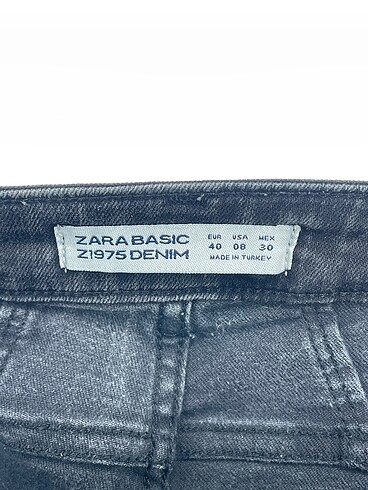 ZARA BASIC
Z1975 DENIM
EUR USA MEX
40 08 30
MADE IN TURKEY